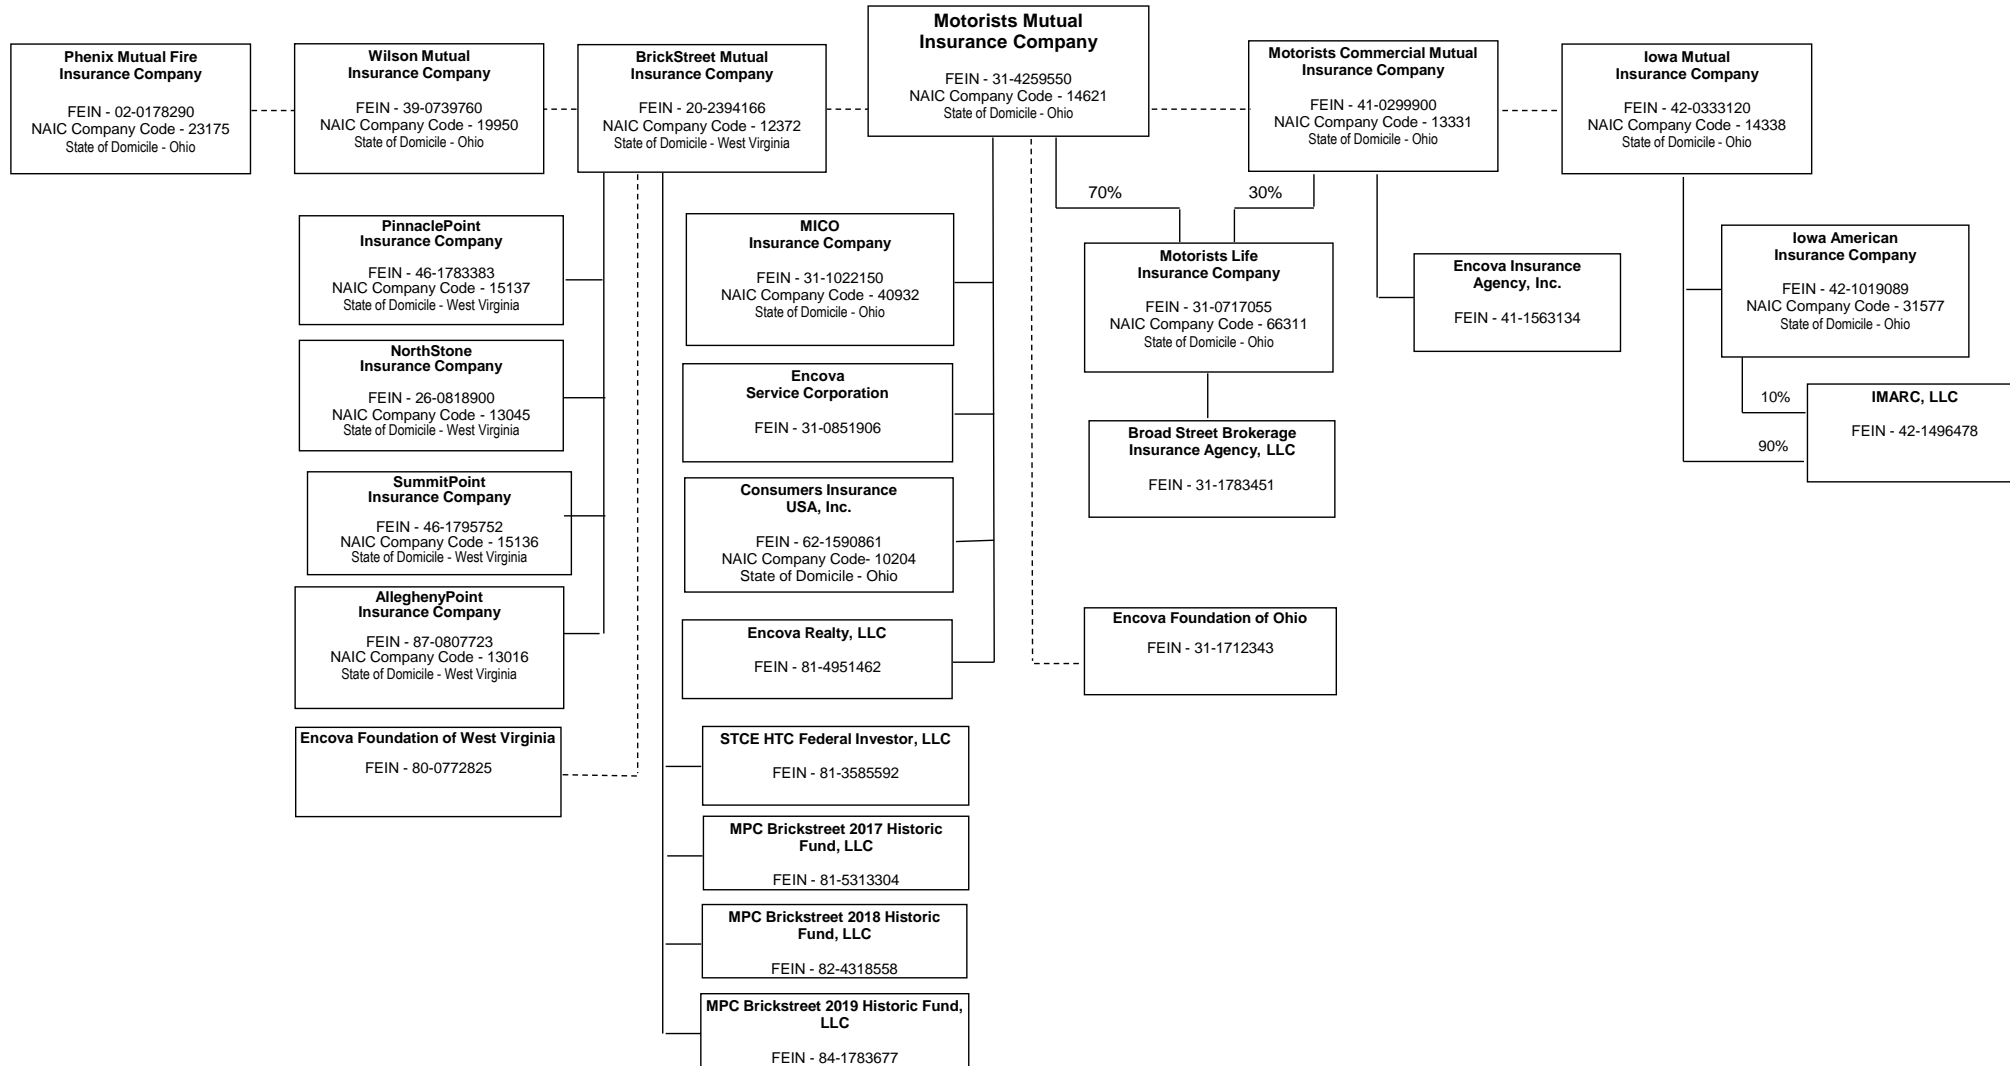 Phenix Mutual Fire
Insurance Company
FEIN - 02-0178290
NAIC Company Code - 23175
State of Domicile - Ohio
Wilson Mutual
Insurance Company
FEIN - 39-0739760
NAIC Company Code - 19950
State of Domicile - Ohio
BrickStreet Mutual
Insurance Company
FEIN - 20-2394166
NAIC Company Code - 12372
State of Domicile - West Virginia
Motorists Mutual
Insurance Company
FEIN - 31-4259550
NAIC Company Code - 14621
State of Domicile - Ohio
Motorists Commercial Mutual
Insurance Company
FEIN - 41-0299900
NAIC Company Code - 13331
State of Domicile - Ohio
Iowa Mutual
Insurance Company
FEIN - 42-0333120
NAIC Company Code - 14338
State of Domicile - Ohio
70%
30%
PinnaclePoint
Insurance Company
FEIN - 46-1783383
NAIC Company Code - 15137
State of Domicile - West Virginia
NorthStone
Insurance Company
FEIN - 26-0818900
NAIC Company Code - 13045
State of Domicile - West Virginia
SummitPoint
Insurance Company
FEIN - 46-1795752
NAIC Company Code - 15136
State of Domicile - West Virginia
AlleghenyPoint
Insurance Company
FEIN - 87-0807723
NAIC Company Code - 13016
State of Domicile - West Virginia
Encova Foundation of West Virginia
FEIN - 80-0772825
MICO
Insurance Company
FEIN - 31-1022150
NAIC Company Code - 40932
State of Domicile - Ohio
Encova
Service Corporation
FEIN - 31-0851906
Consumers Insurance
USA, Inc.
FEIN - 62-1590861
NAIC Company Code- 10204
State of Domicile - Ohio
Encova Realty, LLC
FEIN - 81-4951462
STCE HTC Federal Investor, LLC
FEIN - 81-3585592
MPC Brickstreet 2017 Historic
Fund, LLC
FEIN - 81-5313304
MPC Brickstreet 2018 Historic
Fund, LLC
FEIN - 82-4318558
MPC Brickstreet 2019 Historic Fund,
LLC
FEIN - 84-1783677
Motorists Life
Insurance Company
FEIN - 31-0717055
NAIC Company Code - 66311
State of Domicile - Ohio
Broad Street Brokerage
Insurance Agency, LLC
FEIN - 31-1783451
Encova Foundation of Ohio
FEIN - 31-1712343
Encova Insurance
Agency, Inc.
FEIN - 41-1563134
Iowa American
Insurance Company
FEIN - 42-1019089
NAIC Company Code - 31577
State of Domicile - Ohio
10%
90%
IMARC, LLC
FEIN - 42-1496478